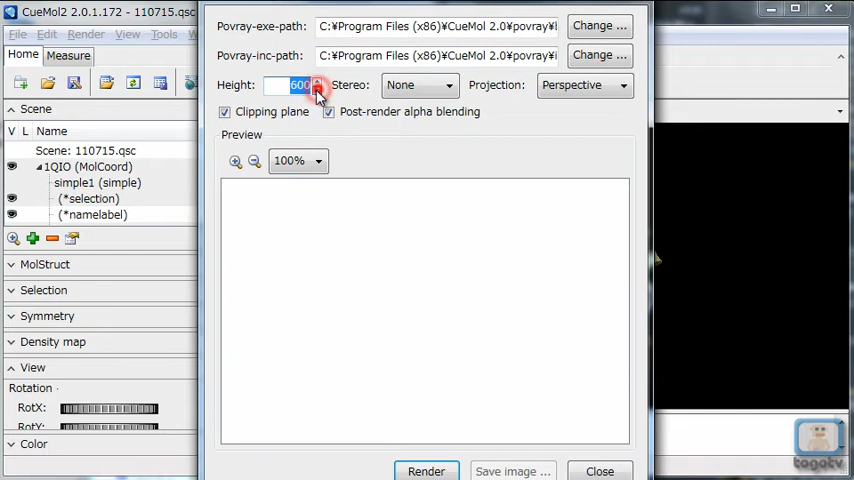 CueMol2 2.0.1.172 - 110715.qsc
File Edit Render View Tools
Home Measure
Scene
V L Name
Scene: 110715.qsc
1QIO (MolCoord)
simple1 (simple)
(*selection)
(*namelabel)
MolStruct
Selection
Symmetry
Density map
View
Rotation
RotX:
RotY:
Color
Povray-exe-path: C:¥Program Files (x86)¥CueMol 2.0¥povray¥l Change ...
Povray-inc-path: C:¥Program Files (x86)¥CueMol 2.0¥povray¥i Change ...
Height: 600 Stereo: None Projection: Perspective
Clipping plane Post-render alpha blending
Preview
100%
Render Save image ... Close
togotv